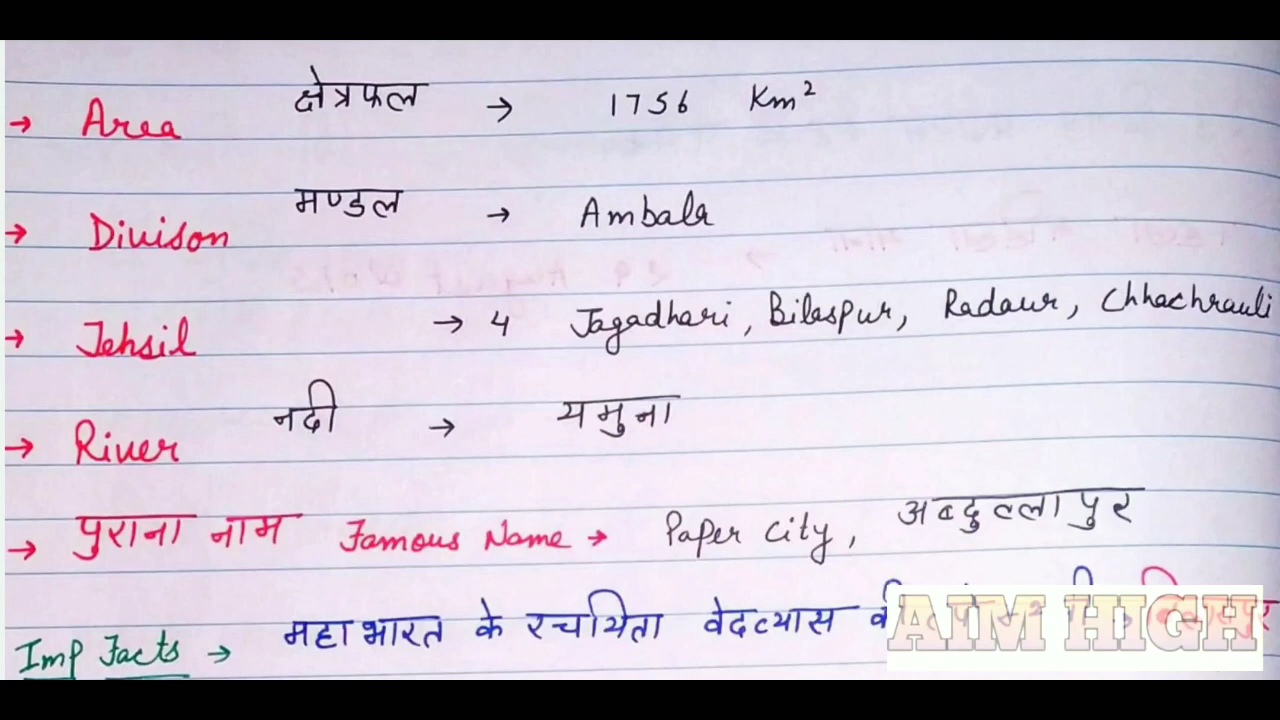 → Area क्षेत्रफल → 1756 Km²
→ Divison मण्डल → Ambala
→ Tehsil → 4 Jagadhari, Bilaspur, Radaur, Chhachrauli
→ River नदी → यमुना
→ पुराना नाम Famous Name → Paper City, अब्दुल्लापुर
Imp Facts → महाभारत के रचयिता वेदव्यास की
AIM HIGH